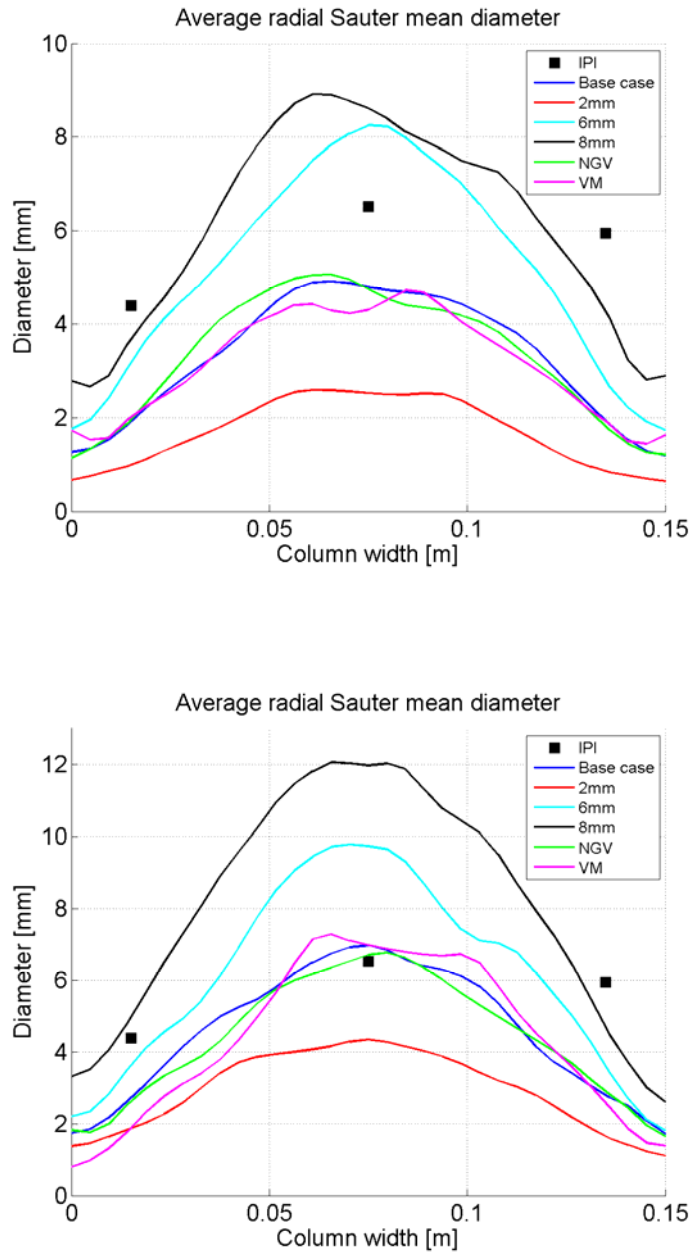 Average radial Sauter mean diameter
10
8
6
4
2
0
Diameter [mm]
0
0.05
0.1
0.15
Column width [m]
IPI
Base case
2mm
6mm
8mm
NGV
VM
Average radial Sauter mean diameter
12
10
8
6
4
2
0
Diameter [mm]
0
0.05
0.1
0.15
Column width [m]
IPI
Base case
2mm
6mm
8mm
NGV
VM